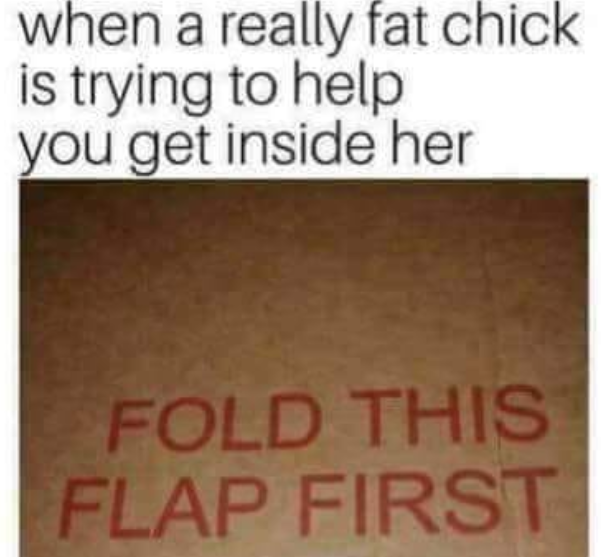 when a really fat chick
is trying to help
you get inside her
FOLD THIS
FLAP FIRST